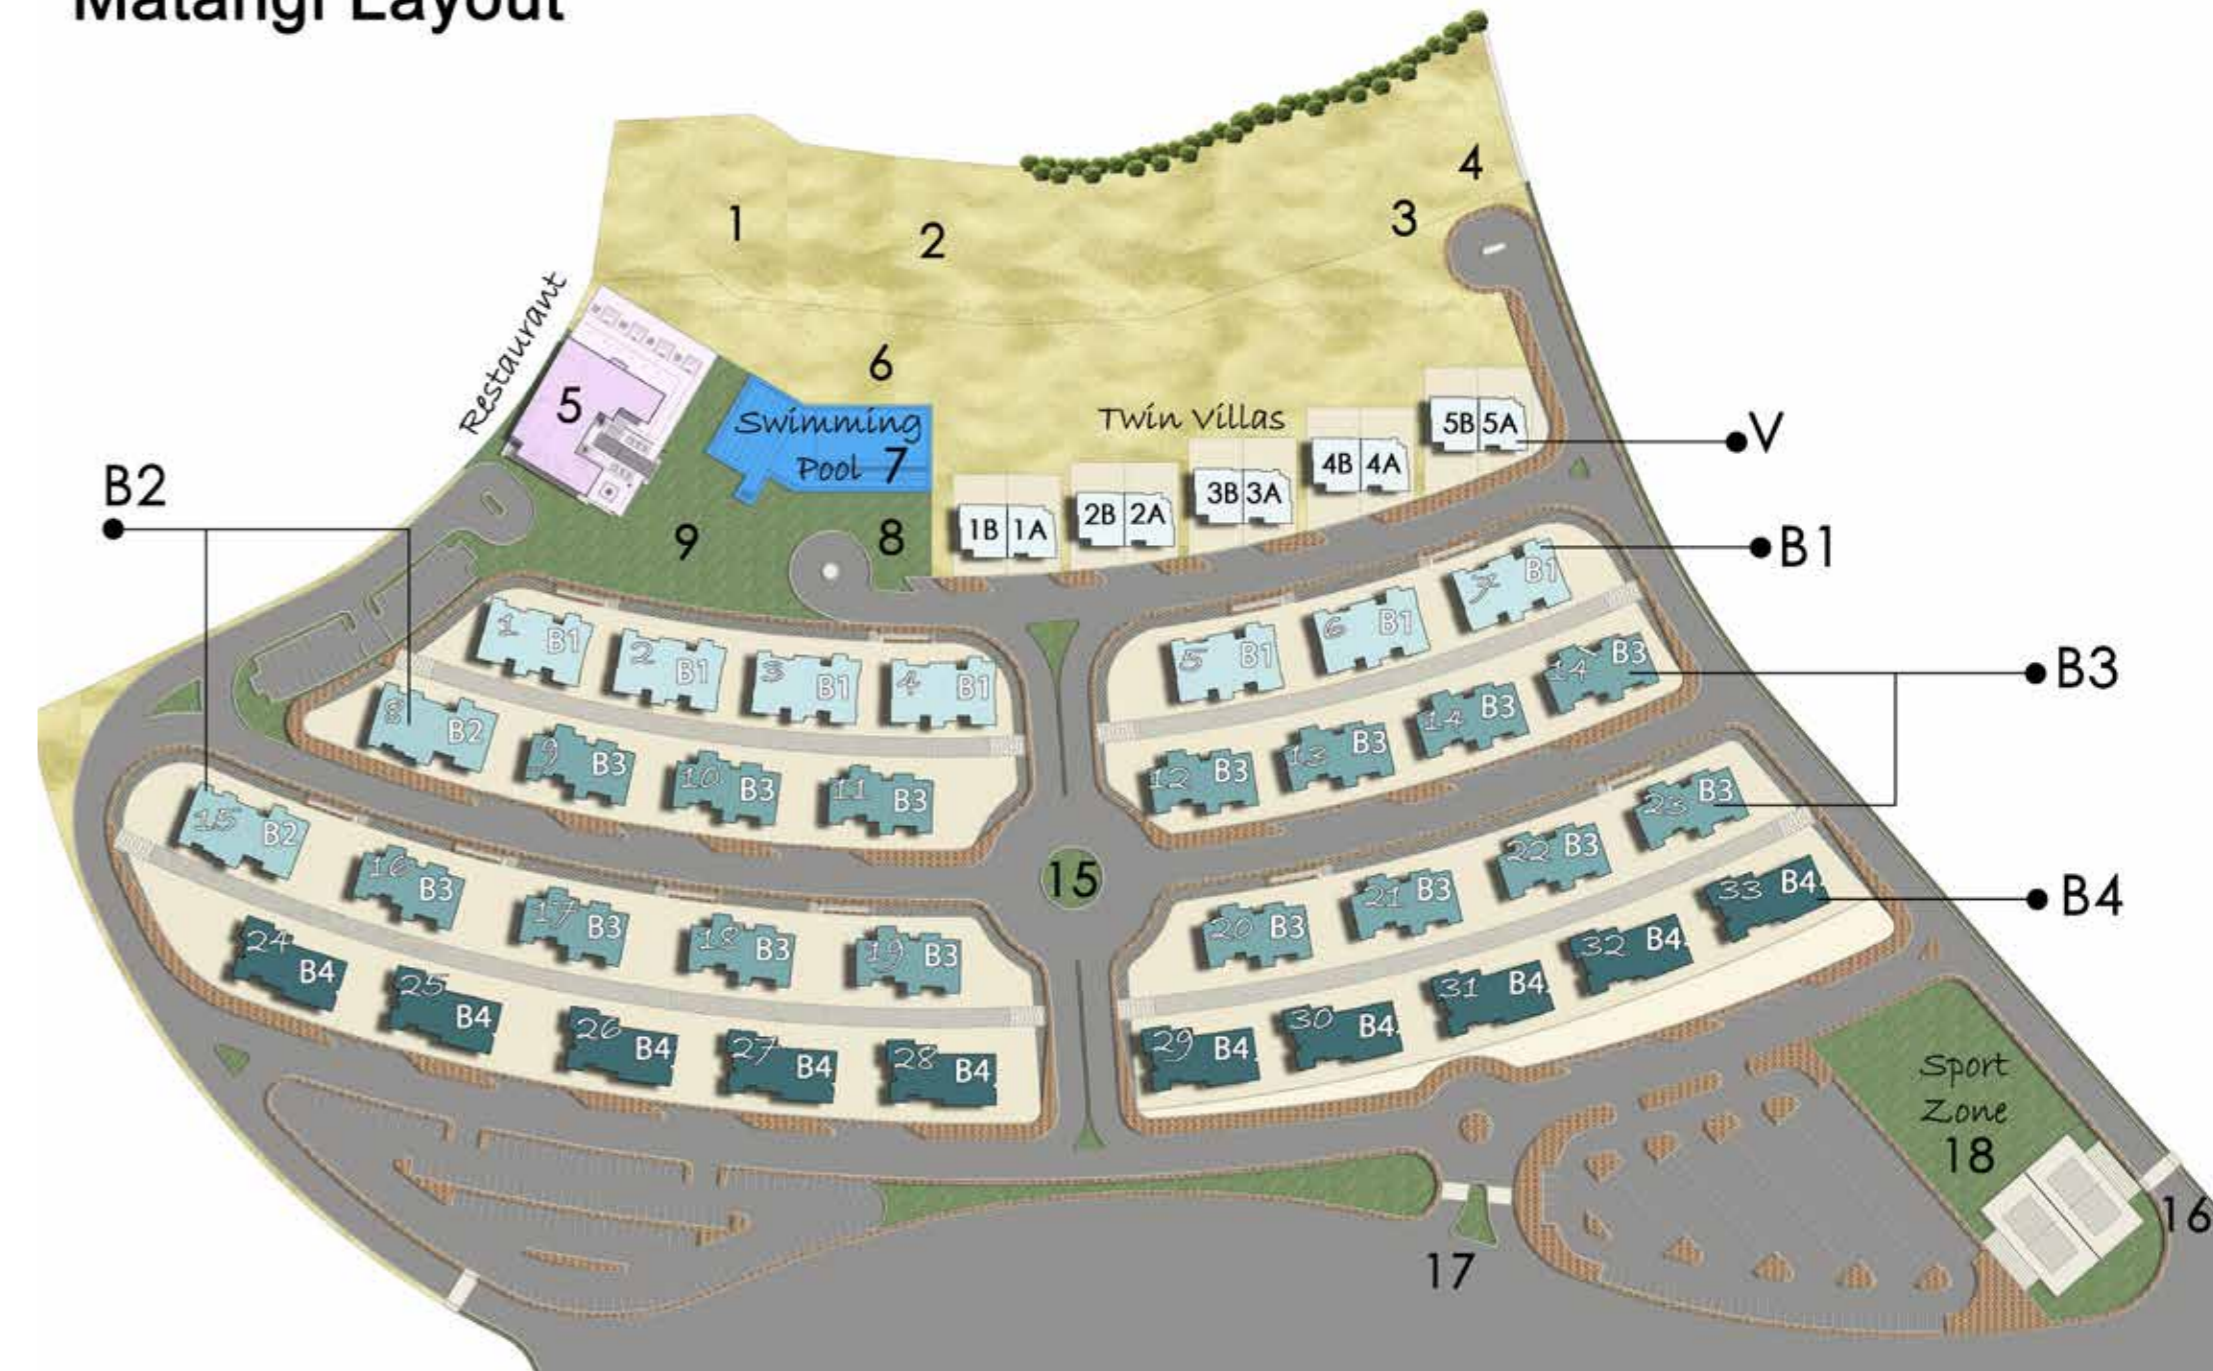 Matangi Layout
4
1
3
2
Restaurant
6
5
Swimming
Pool 7
Twin Villas
5B 5A
V
4B 4A
3B 3A
2B 2A
1B 1A
B2
9
8
B1
1 B1
2 B1
3 B1
4 B1
5 B1
6 B1
7 B1
B3
8 B2
9 B3
10 B3
11 B3
12 B3
13 B3
14 B3
14 B3
15 B2
16 B3
17 B3
18 B3
19 B3
15
20 B3
21 B3
22 B3
23 B3
B4
24 B4
25 B4
26 B4
27 B4
28 B4
29 B4
30 B4
31 B4
32 B4
33 B4
Sport
Zone
18
16
17